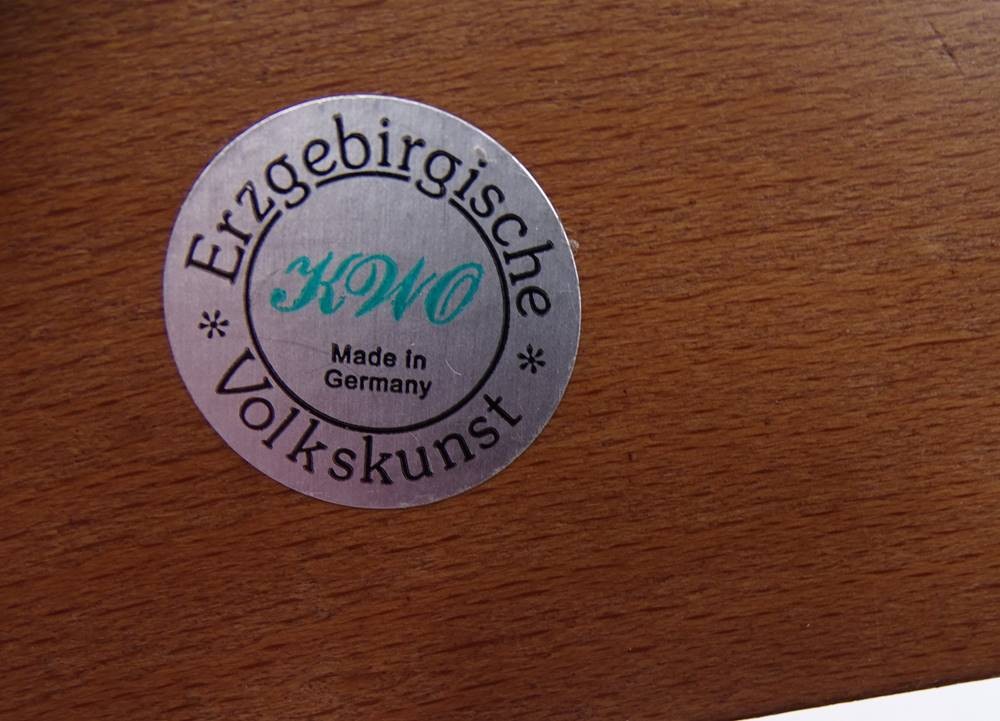 Erzgebirgische
KWO
Made in
Germany
* Volkskunst *